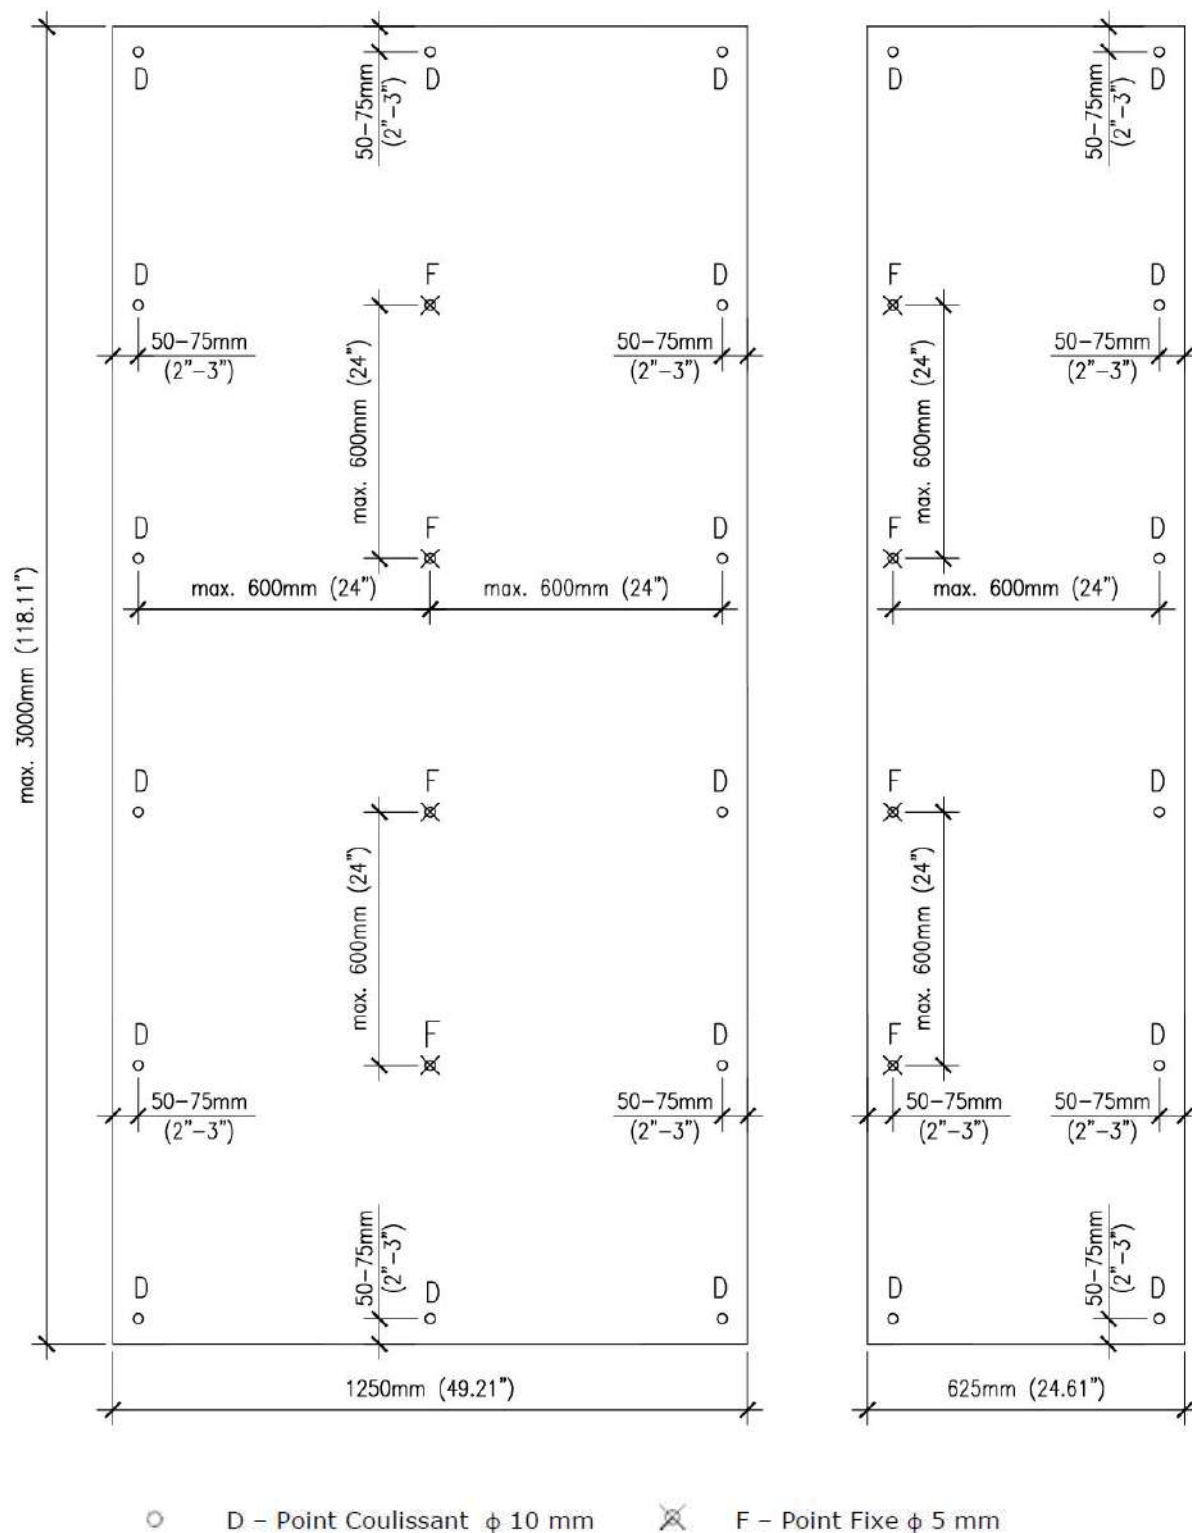 D
D
D
50-75mm
(2"-3")
D
D
50-75mm
(2"-3")
D
F
D
50-75mm
(2"-3")
50-75mm
(2"-3")
max. 600mm (24")
F
D
50-75mm
(2"-3")
max. 600mm (24")
D
F
D
max. 600mm (24")
max. 600mm (24")
F
D
max. 600mm (24")
max. 3000mm (118.11")
D
F
D
max. 600mm (24")
F
D
max. 600mm (24")
D
F
D
50-75mm
(2"-3")
50-75mm
(2"-3")
F
D
50-75mm
(2"-3")
50-75mm
(2"-3")
50-75mm
(2"-3")
D
D
D
50-75mm
(2"-3")
D
D
1250mm (49.21")
625mm (24.61")
D – Point Coulissant ϕ 10 mm
F – Point Fixe ϕ 5 mm